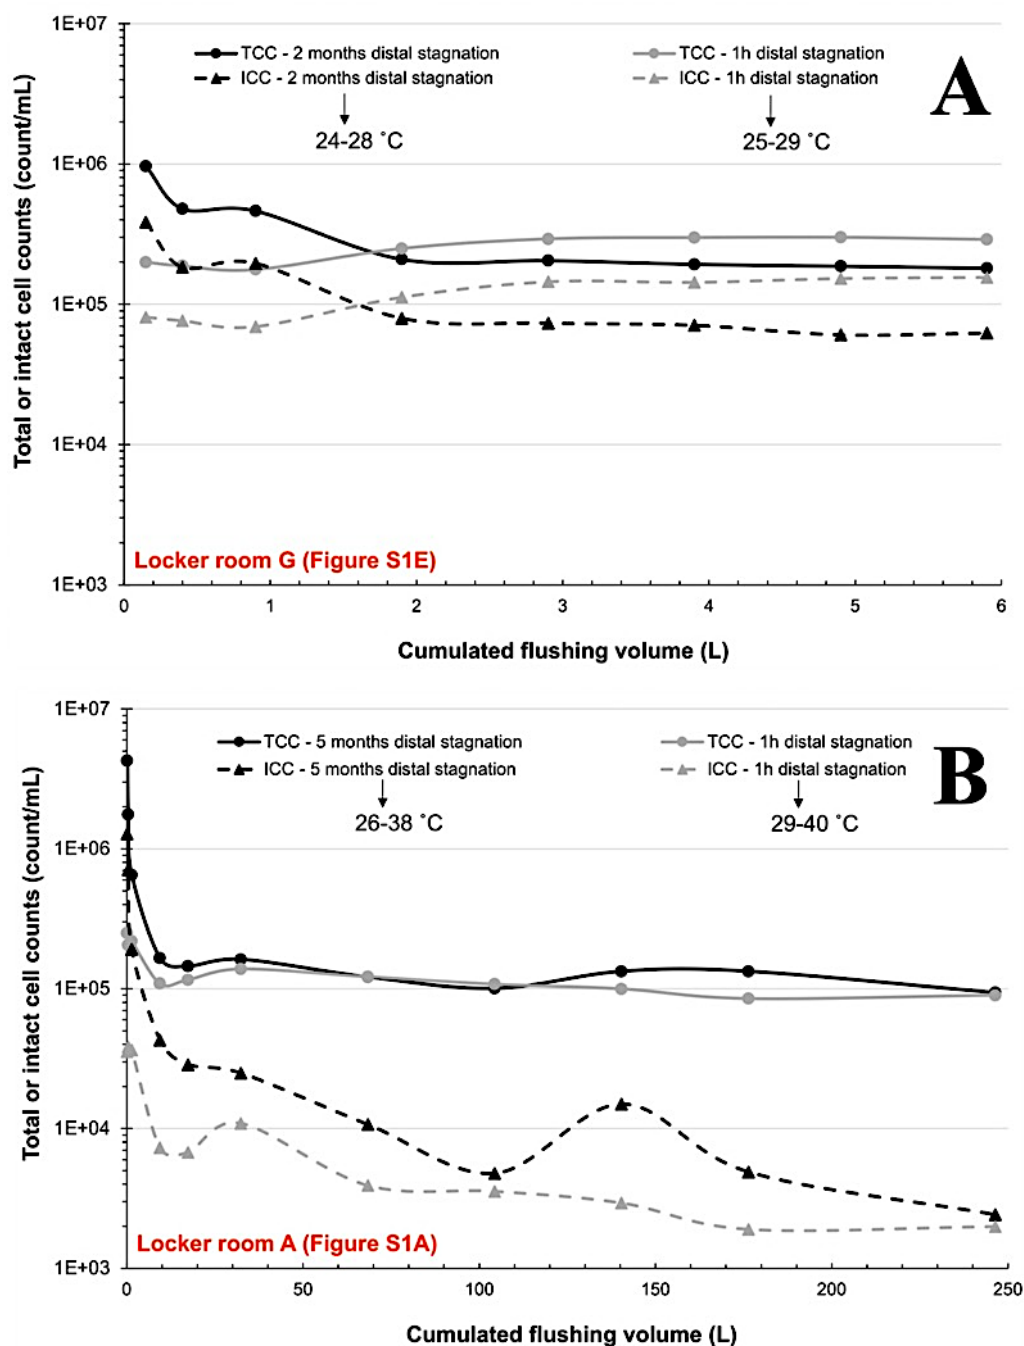 1E+07
TCC - 2 months distal stagnation
TCC - 1h distal stagnation
ICC - 2 months distal stagnation
ICC - 1h distal stagnation
A
24-28 ˚C
25-29 ˚C
1E+06
1E+05
1E+04
1E+03
Total or intact cell counts (count/mL)
Locker room G (Figure S1E)
0 1 2 3 4 5 6
Cumulated flushing volume (L)
1E+07
TCC - 5 months distal stagnation
TCC - 1h distal stagnation
ICC - 5 months distal stagnation
ICC - 1h distal stagnation
B
26-38 ˚C
29-40 ˚C
1E+06
1E+05
1E+04
1E+03
Total or intact cell counts (count/mL)
Locker room A (Figure S1A)
0 50 100 150 200 250
Cumulated flushing volume (L)